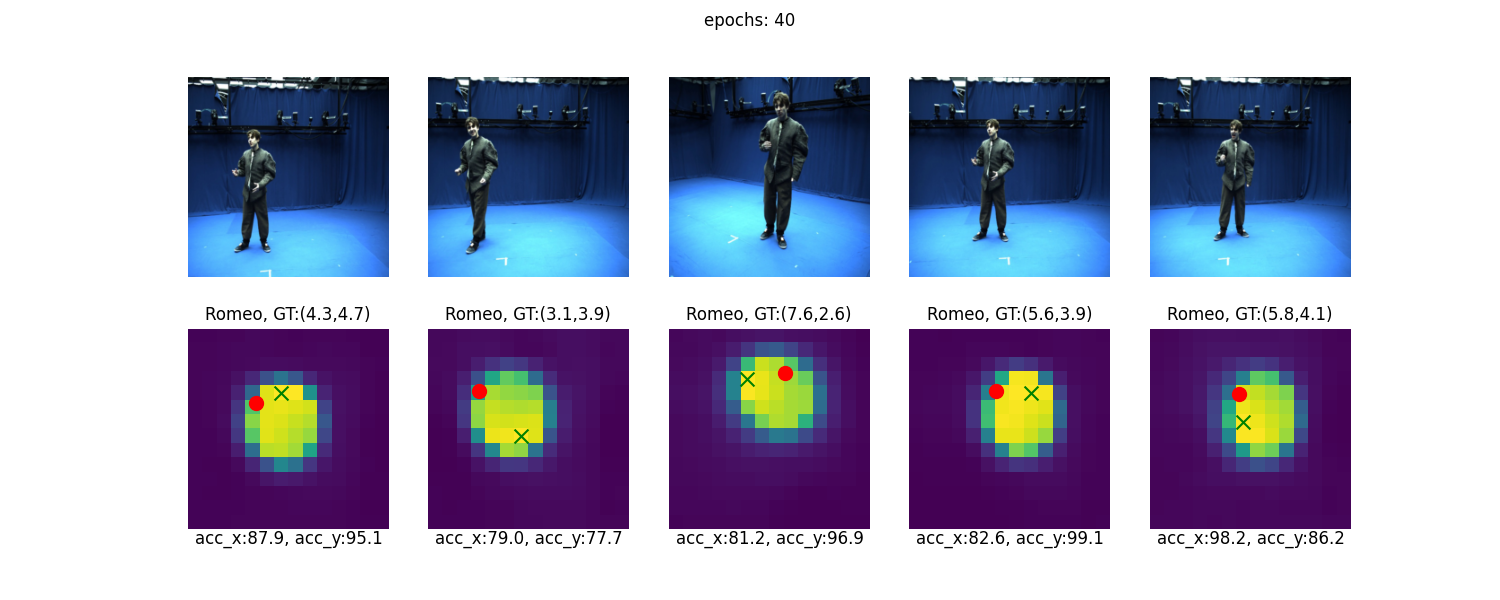 epochs: 40
Romeo, GT:(4.3,4.7)
Romeo, GT:(3.1,3.9)
Romeo, GT:(7.6,2.6)
Romeo, GT:(5.6,3.9)
Romeo, GT:(5.8,4.1)
acc_x:87.9, acc_y:95.1
acc_x:79.0, acc_y:77.7
acc_x:81.2, acc_y:96.9
acc_x:82.6, acc_y:99.1
acc_x:98.2, acc_y:86.2